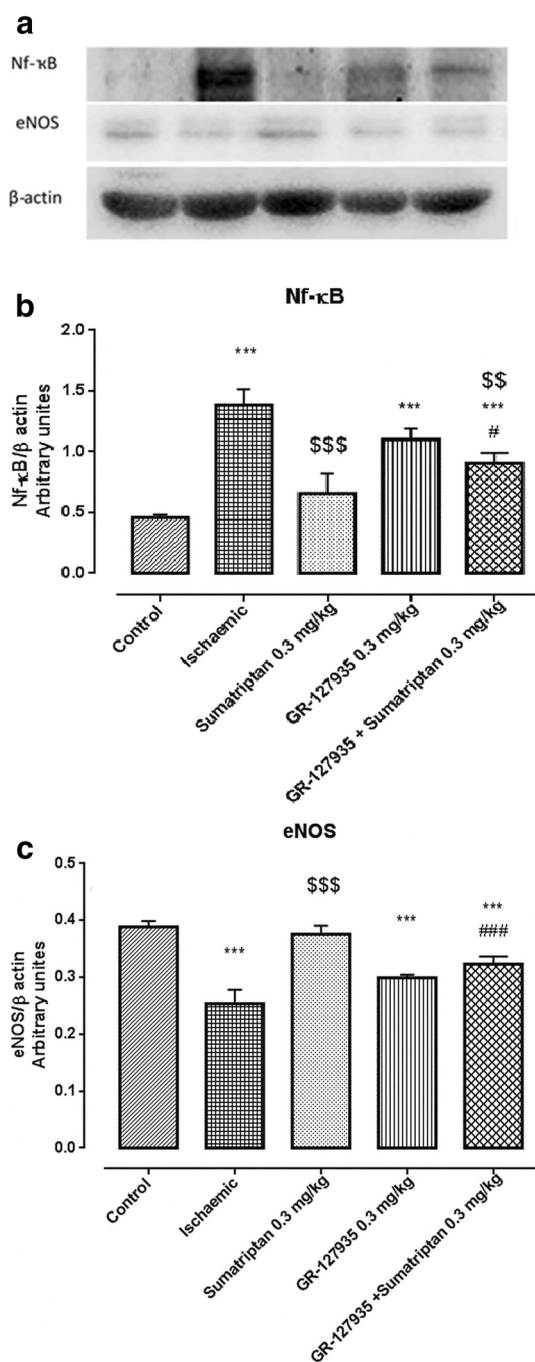 a
Nf-κB
eNOS
β-actin
b
Nf-κB
Nf-κB/β actin
Arbitrary unites
2.0
1.5
1.0
0.5
0.0
***
$$$
***
$$
***
#
Control
Ischaemic
Sumatriptan 0.3 mg/kg
GR-127935 0.3 mg/kg
GR-127935 + Sumatriptan 0.3 mg/kg
c
eNOS
eNOS/β actin
Arbitrary unites
0.5
0.4
0.3
0.2
0.1
0.0
***
$$$
***
***
###
Control
Ischaemic
Sumatriptan 0.3 mg/kg
GR-127935 0.3 mg/kg
GR-127935 +Sumatriptan 0.3 mg/kg